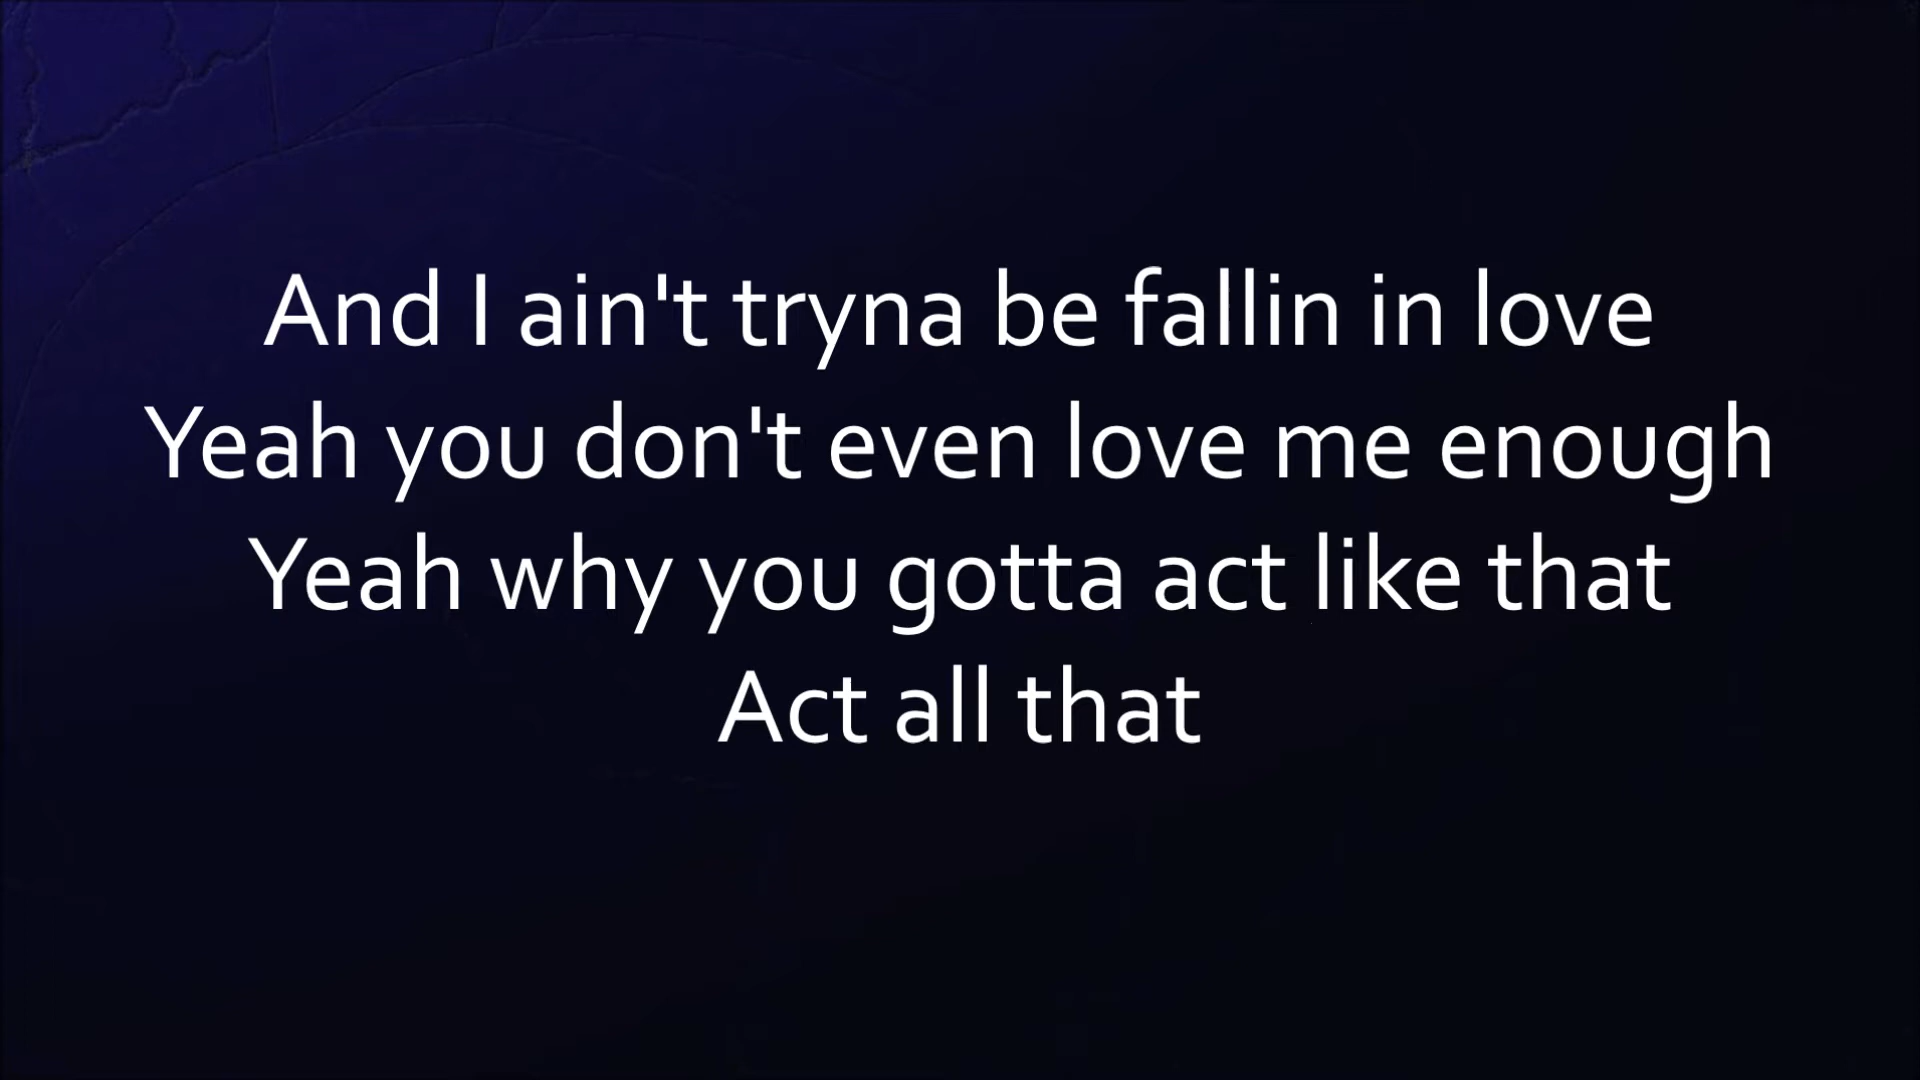 And I ain't tryna be fallin in love
Yeah you don't even love me enough
Yeah why you gotta act like that
Act all that